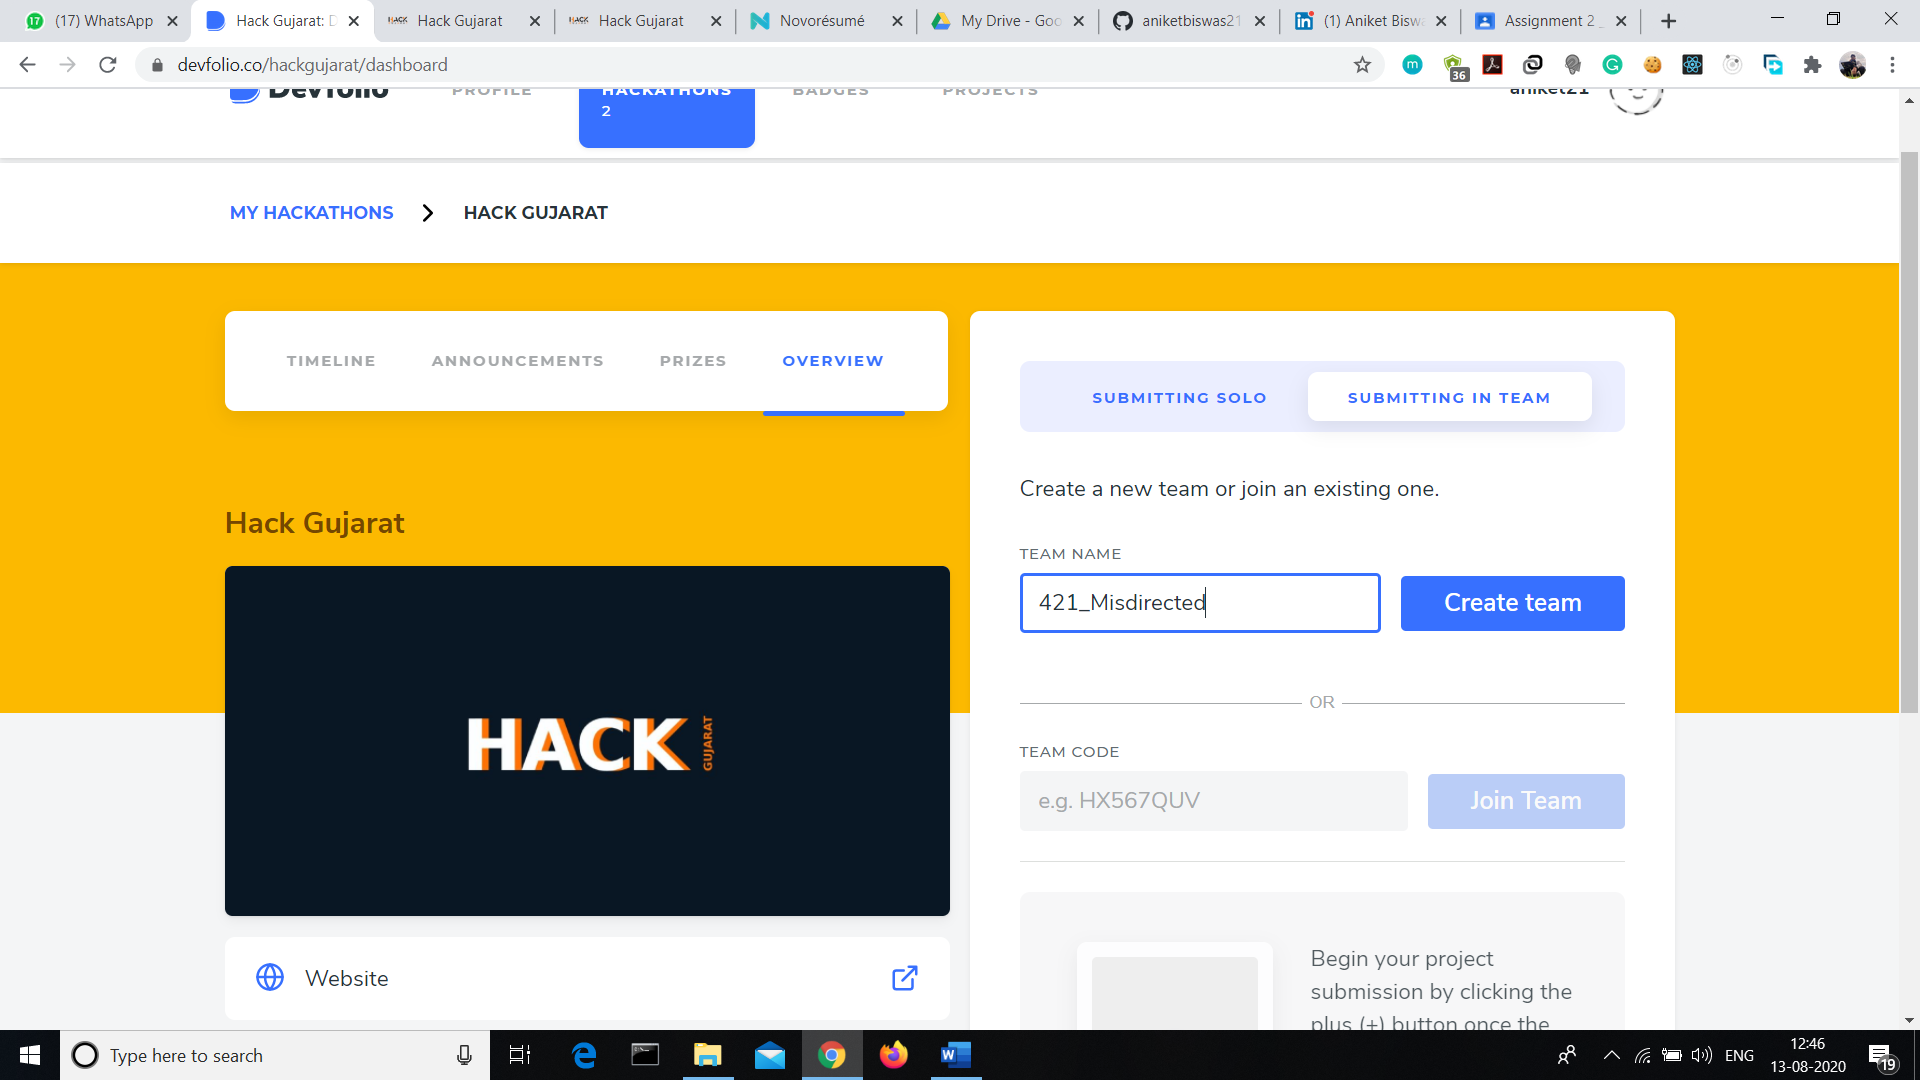 17
(17) WhatsApp
Hack Gujarat: D
Hack Gujarat
Hack Gujarat
Novorésumé
My Drive - Goo
aniketbiswas21
(1) Aniket Biswa
Assignment 2
devfolio.co/hackgujarat/dashboard
36
Devfolio
PROFILE
HACKATHONS
2
BADGES
PROJECTS
aniket21
MY HACKATHONS
HACK GUJARAT
TIMELINE
ANNOUNCEMENTS
PRIZES
OVERVIEW
SUBMITTING SOLO
SUBMITTING IN TEAM
Create a new team or join an existing one.
Hack Gujarat
TEAM NAME
421_Misdirected
Create team
HACK
GUJARAT
OR
TEAM CODE
e.g. HX567QUV
Join Team
Begin your project
submission by clicking the
plus (+) button once the
Website
Type here to search
ENG
12:46
13-08-2020
19